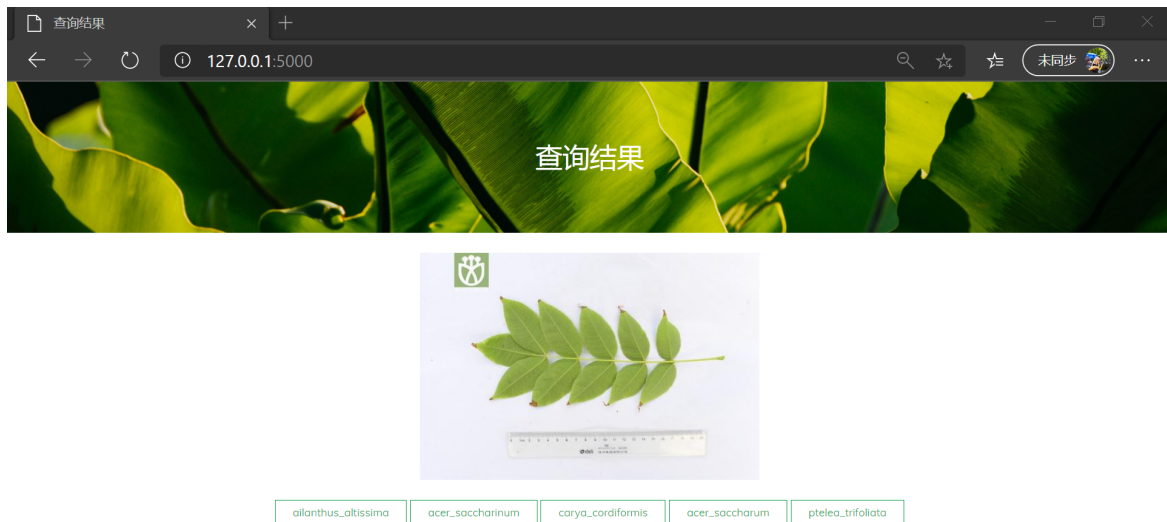 查询结果
127.0.0.1:5000
未同步
查询结果
ailanthus_altissima
acer_saccharinum
carya_cordiformis
acer_saccharum
ptelea_trifoliata